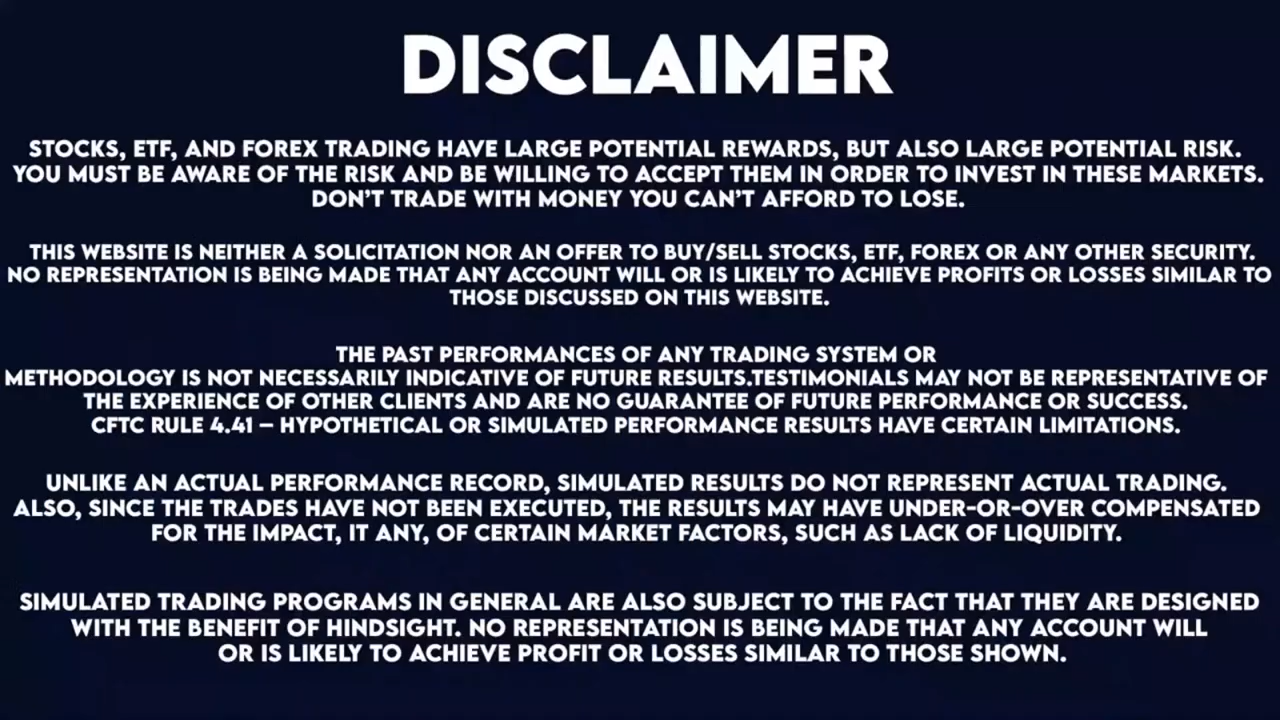 DISCLAIMER
STOCKS, ETF, AND FOREX TRADING HAVE LARGE POTENTIAL REWARDS, BUT ALSO LARGE POTENTIAL RISK.
YOU MUST BE AWARE OF THE RISK AND BE WILLING TO ACCEPT THEM IN ORDER TO INVEST IN THESE MARKETS.
DON'T TRADE WITH MONEY YOU CAN'T AFFORD TO LOSE.
THIS WEBSITE IS NEITHER A SOLICITATION NOR AN OFFER TO BUY/SELL STOCKS, ETF, FOREX OR ANY OTHER SECURITY.
NO REPRESENTATION IS BEING MADE THAT ANY ACCOUNT WILL OR IS LIKELY TO ACHIEVE PROFITS OR LOSSES SIMILAR TO
THOSE DISCUSSED ON THIS WEBSITE.
THE PAST PERFORMANCES OF ANY TRADING SYSTEM OR
METHODOLOGY IS NOT NECESSARILY INDICATIVE OF FUTURE RESULTS.TESTIMONIALS MAY NOT BE REPRESENTATIVE OF
THE EXPERIENCE OF OTHER CLIENTS AND ARE NO GUARANTEE OF FUTURE PERFORMANCE OR SUCCESS.
CFTC RULE 4.41 – HYPOTHETICAL OR SIMULATED PERFORMANCE RESULTS HAVE CERTAIN LIMITATIONS.
UNLIKE AN ACTUAL PERFORMANCE RECORD, SIMULATED RESULTS DO NOT REPRESENT ACTUAL TRADING.
ALSO, SINCE THE TRADES HAVE NOT BEEN EXECUTED, THE RESULTS MAY HAVE UNDER-OR-OVER COMPENSATED
FOR THE IMPACT, IT ANY, OF CERTAIN MARKET FACTORS, SUCH AS LACK OF LIQUIDITY.
SIMULATED TRADING PROGRAMS IN GENERAL ARE ALSO SUBJECT TO THE FACT THAT THEY ARE DESIGNED
WITH THE BENEFIT OF HINDSIGHT. NO REPRESENTATION IS BEING MADE THAT ANY ACCOUNT WILL
OR IS LIKELY TO ACHIEVE PROFIT OR LOSSES SIMILAR TO THOSE SHOWN.